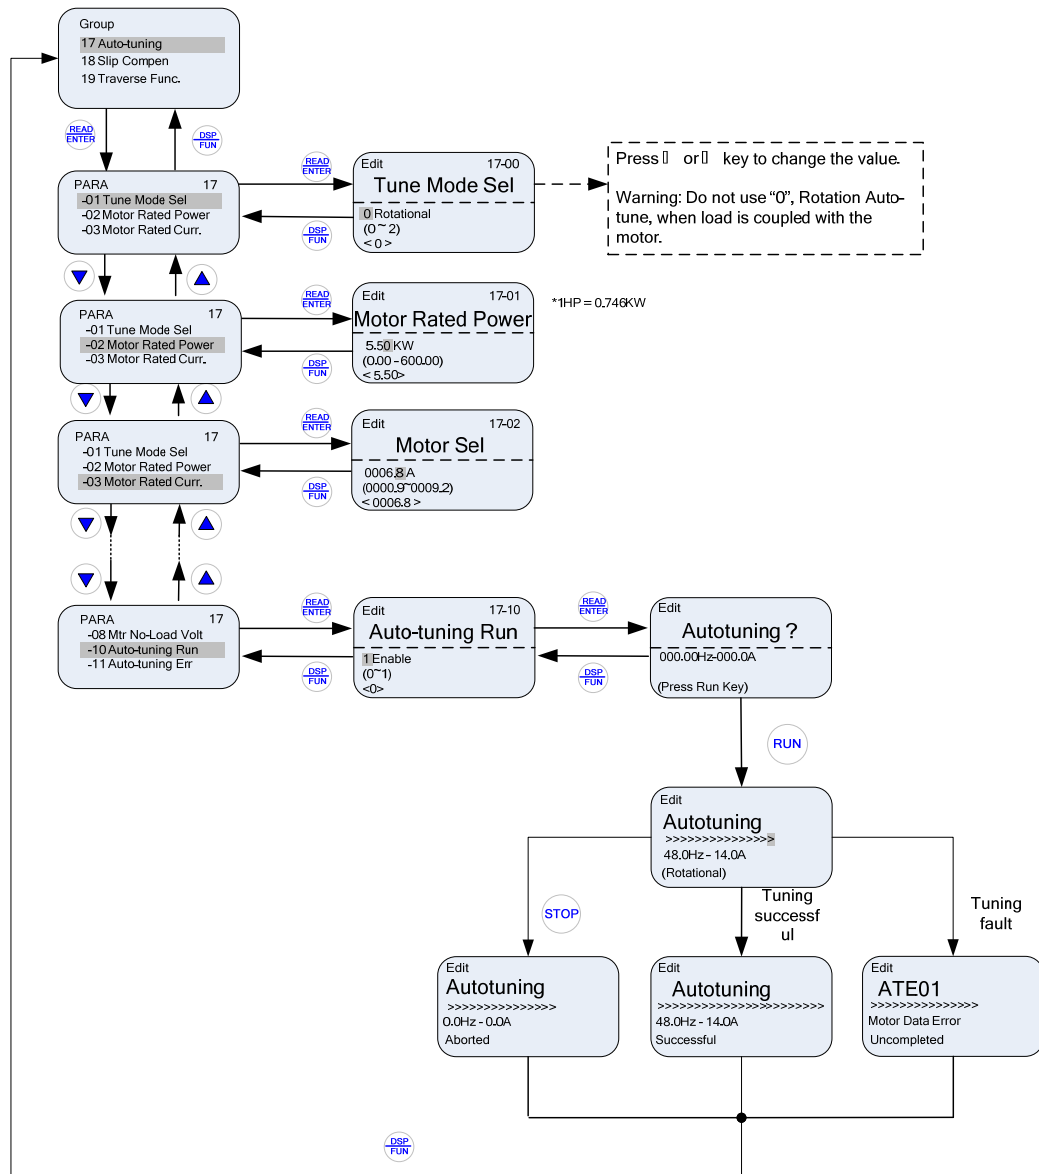 Group
17 Auto-tuning
18 Slip Compen
19 Traverse Func.
READ
ENTER
DSP
FUN
PARA 17
-01 Tune Mode Sel
-02 Motor Rated Power
-03 Motor Rated Curr.
READ
ENTER
DSP
FUN
Edit 17-00
Tune Mode Sel
0 Rotational
(0~2)
<0>
Press or key to change the value.
Warning: Do not use “0”, Rotation Auto-
tune, when load is coupled with the
motor.
PARA 17
-01 Tune Mode Sel
-02 Motor Rated Power
-03 Motor Rated Curr.
READ
ENTER
DSP
FUN
Edit 17-01
Motor Rated Power
5.50 KW
(0.00-600.00)
<5.50>
*1HP = 0.746KW
PARA 17
-01 Tune Mode Sel
-02 Motor Rated Power
-03 Motor Rated Curr.
READ
ENTER
DSP
FUN
Edit 17-02
Motor Sel
0006.8 A
(0000.9~0009.2)
<0006.8>
PARA 17
-08 Mtr No-Load Volt
-10 Auto-tuning Run
-11 Auto-tuning Err
READ
ENTER
DSP
FUN
Edit 17-10
Auto-tuning Run
1 Enable
(0~1)
<0>
READ
ENTER
DSP
FUN
Edit
Autotuning ?
000.00Hz-000.0A
(Press Run Key)
RUN
Edit
Autotuning
>>>>>>>>>>>>>>>
48.0Hz - 14.0A
(Rotational)
STOP
Tuning
successf
ul
Tuning
fault
Edit
Autotuning
>>>>>>>>>>>>>>>
0.0Hz - 0.0A
Aborted
Edit
Autotuning
>>>>>>>>>>>>>>>>>>>>>>>
48.0Hz - 14.0A
Successful
Edit
ATE01
>>>>>>>>>>>>>>>
Motor Data Error
Uncompleted
DSP
FUN